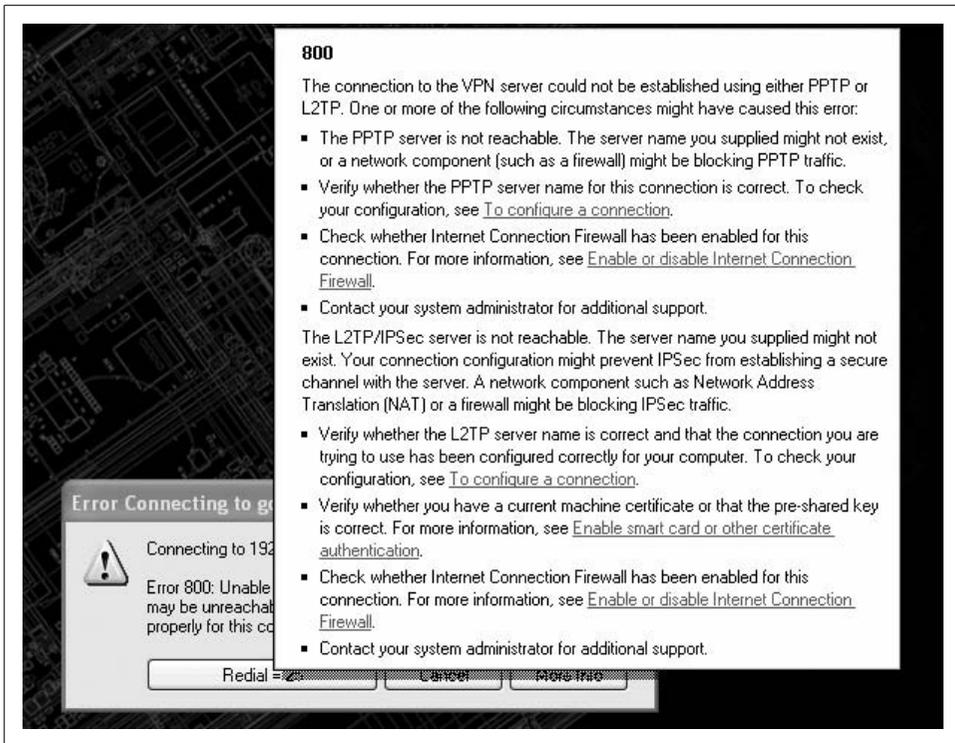 800
The connection to the VPN server could not be established using either PPTP or
L2TP. One or more of the following circumstances might have caused this error:
▪ The PPTP server is not reachable. The server name you supplied might not exist,
or a network component (such as a firewall) might be blocking PPTP traffic.
▪ Verify whether the PPTP server name for this connection is correct. To check
your configuration, see To configure a connection.
▪ Check whether Internet Connection Firewall has been enabled for this
connection. For more information, see Enable or disable Internet Connection
Firewall.
▪ Contact your system administrator for additional support.
The L2TP/IPSec server is not reachable. The server name you supplied might not
exist. Your connection configuration might prevent IPSec from establishing a secure
channel with the server. A network component such as Network Address
Translation (NAT) or a firewall might be blocking IPSec traffic.
▪ Verify whether the L2TP server name is correct and that the connection you are
trying to use has been configured correctly for your computer. To check your
configuration, see To configure a connection.
▪ Verify whether you have a current machine certificate or that the pre-shared key
is correct. For more information, see Enable smart card or other certificate
authentication.
▪ Check whether Internet Connection Firewall has been enabled for this
connection. For more information, see Enable or disable Internet Connection
Firewall.
▪ Contact your system administrator for additional support.
Error Connecting to
Connecting to 192
Error 800: Unable
may be
properly for this
Redial = 25
Cancel
More Info